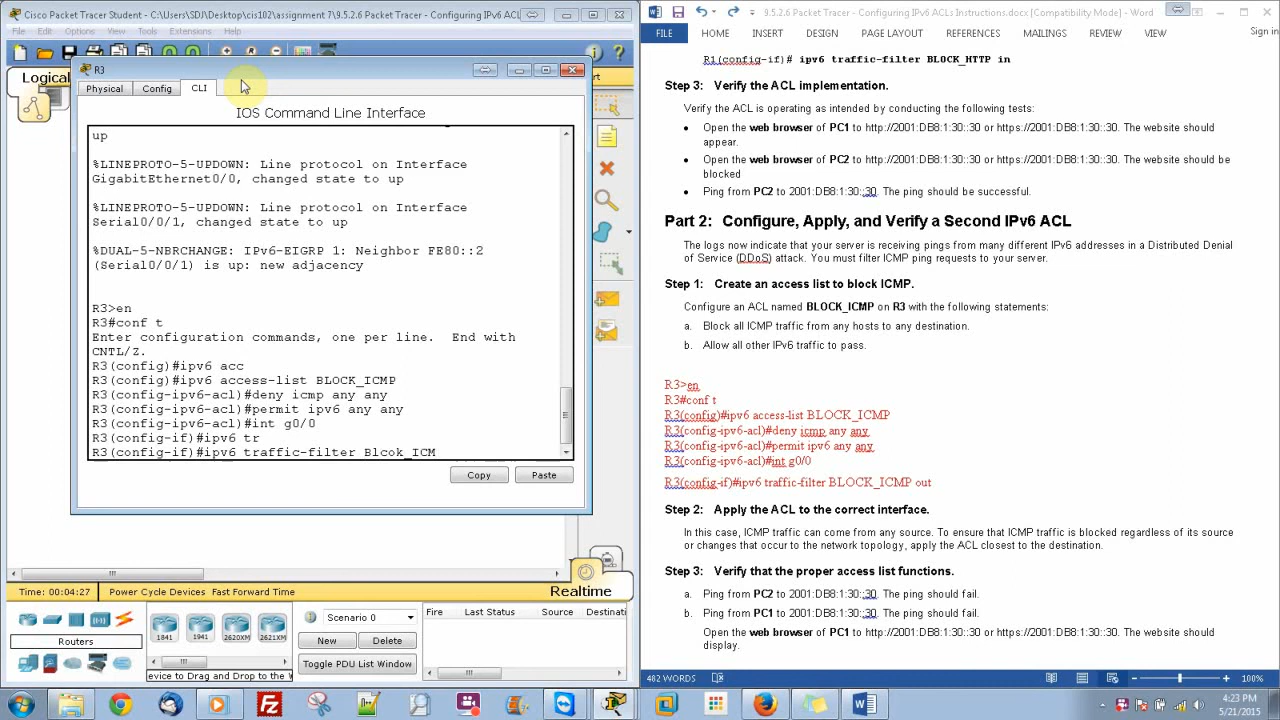 Cisco Packet Tracer Student - C:\Users\SDJ\Desktop\cis102\assignment 7\9.5.2.6 Packet Tracer - Configuring IPv6 ACLs
File Edit Options View Tools Extensions Help
Logical
R3
Physical Config CLI
IOS Command Line Interface
up
%LINEPROTO-5-UPDOWN: Line protocol on Interface
GigabitEthernet0/0, changed state to up
%LINEPROTO-5-UPDOWN: Line protocol on Interface
Serial0/0/1, changed state to up
%DUAL-5-NBRCHANGE: IPv6-EIGRP 1: Neighbor FE80::2
(Serial0/0/1) is up: new adjacency
R3>en
R3#conf t
Enter configuration commands, one per line.  End with
CNTL/Z.
R3(config)#ipv6 acc
R3(config)#ipv6 access-list BLOCK_ICMP
R3(config-ipv6-acl)#deny icmp any any
R3(config-ipv6-acl)#permit ipv6 any any
R3(config-ipv6-acl)#int g0/0
R3(config-if)#ipv6 tr
R3(config-if)#ipv6 traffic-filter Blcok_ICM
Copy Paste
Time: 00:04:27 Power Cycle Devices Fast Forward Time Realtime
Routers
1841 1941 2620XM 2621XM
evice to Drag and Drop to the W
Scenario 0
New Delete
Toggle PDU List Window
Fire Last Status Source Destinati
9.5.2.6 Packet Tracer - Configuring IPv6 ACLs Instructions.docx [Compatibility Mode] - Word
FILE HOME INSERT DESIGN PAGE LAYOUT REFERENCES MAILINGS REVIEW VIEW Sign in
R1(config-if)# ipv6 traffic-filter BLOCK_HTTP in
Step 3: Verify the ACL implementation.
Verify the ACL is operating as intended by conducting the following tests:
• Open the web browser of PC1 to http://2001:DB8:1:30::30 or https://2001:DB8:1:30::30. The website should
appear.
• Open the web browser of PC2 to http://2001:DB8:1:30::30 or https://2001:DB8:1:30::30. The website should be
blocked
• Ping from PC2 to 2001:DB8:1:30::30. The ping should be successful.
Part 2: Configure, Apply, and Verify a Second IPv6 ACL
The logs now indicate that your server is receiving pings from many different IPv6 addresses in a Distributed Denial
of Service (DDoS) attack. You must filter ICMP ping requests to your server.
Step 1: Create an access list to block ICMP.
Configure an ACL named BLOCK_ICMP on R3 with the following statements:
a. Block all ICMP traffic from any hosts to any destination.
b. Allow all other IPv6 traffic to pass.
R3>en
R3#conf t
R3(config)#ipv6 access-list BLOCK_ICMP
R3(config-ipv6-acl)#deny icmp any any
R3(config-ipv6-acl)#permit ipv6 any any
R3(config-ipv6-acl)#int g0/0
R3(config-if)#ipv6 traffic-filter BLOCK_ICMP out
Step 2: Apply the ACL to the correct interface.
In this case, ICMP traffic can come from any source. To ensure that ICMP traffic is blocked regardless of its source
or changes that occur to the network topology, apply the ACL closest to the destination.
Step 3: Verify that the proper access list functions.
a. Ping from PC2 to 2001:DB8:1:30::30. The ping should fail.
b. Ping from PC1 to 2001:DB8:1:30::30. The ping should fail.
Open the web browser of PC1 to http://2001:DB8:1:30::30 or https://2001:DB8:1:30::30. The website should
display.
482 WORDS 100%
4:23 PM
5/21/2015